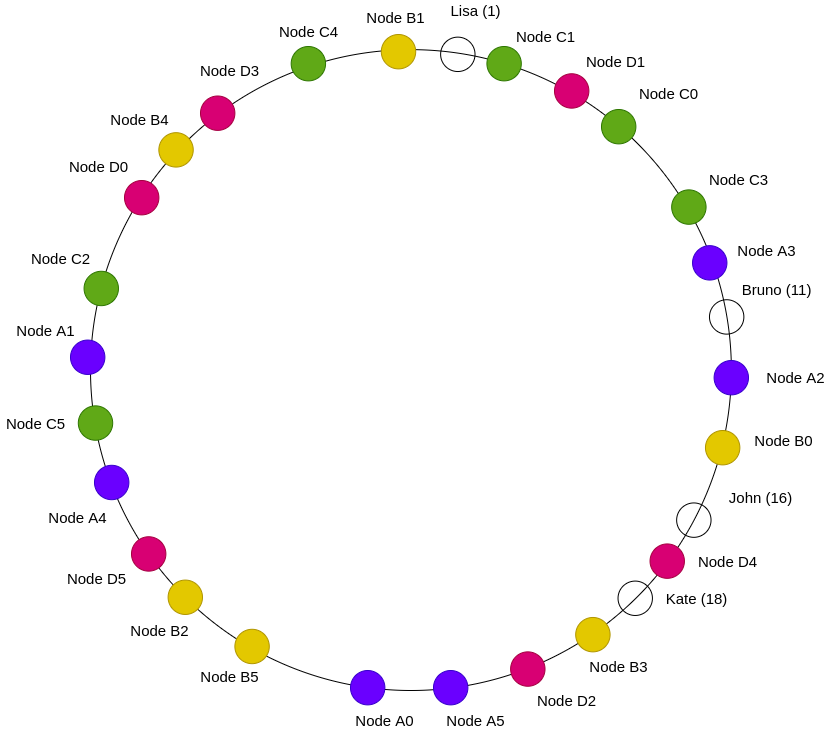 Lisa (1)
Node B1
Node C4
Node C1
Node D1
Node D3
Node C0
Node B4
Node D0
Node C3
Node A3
Node C2
Bruno (11)
Node A1
Node A2
Node C5
Node B0
John (16)
Node A4
Node D4
Node D5
Kate (18)
Node B2
Node B3
Node B5
Node D2
Node A0
Node A5